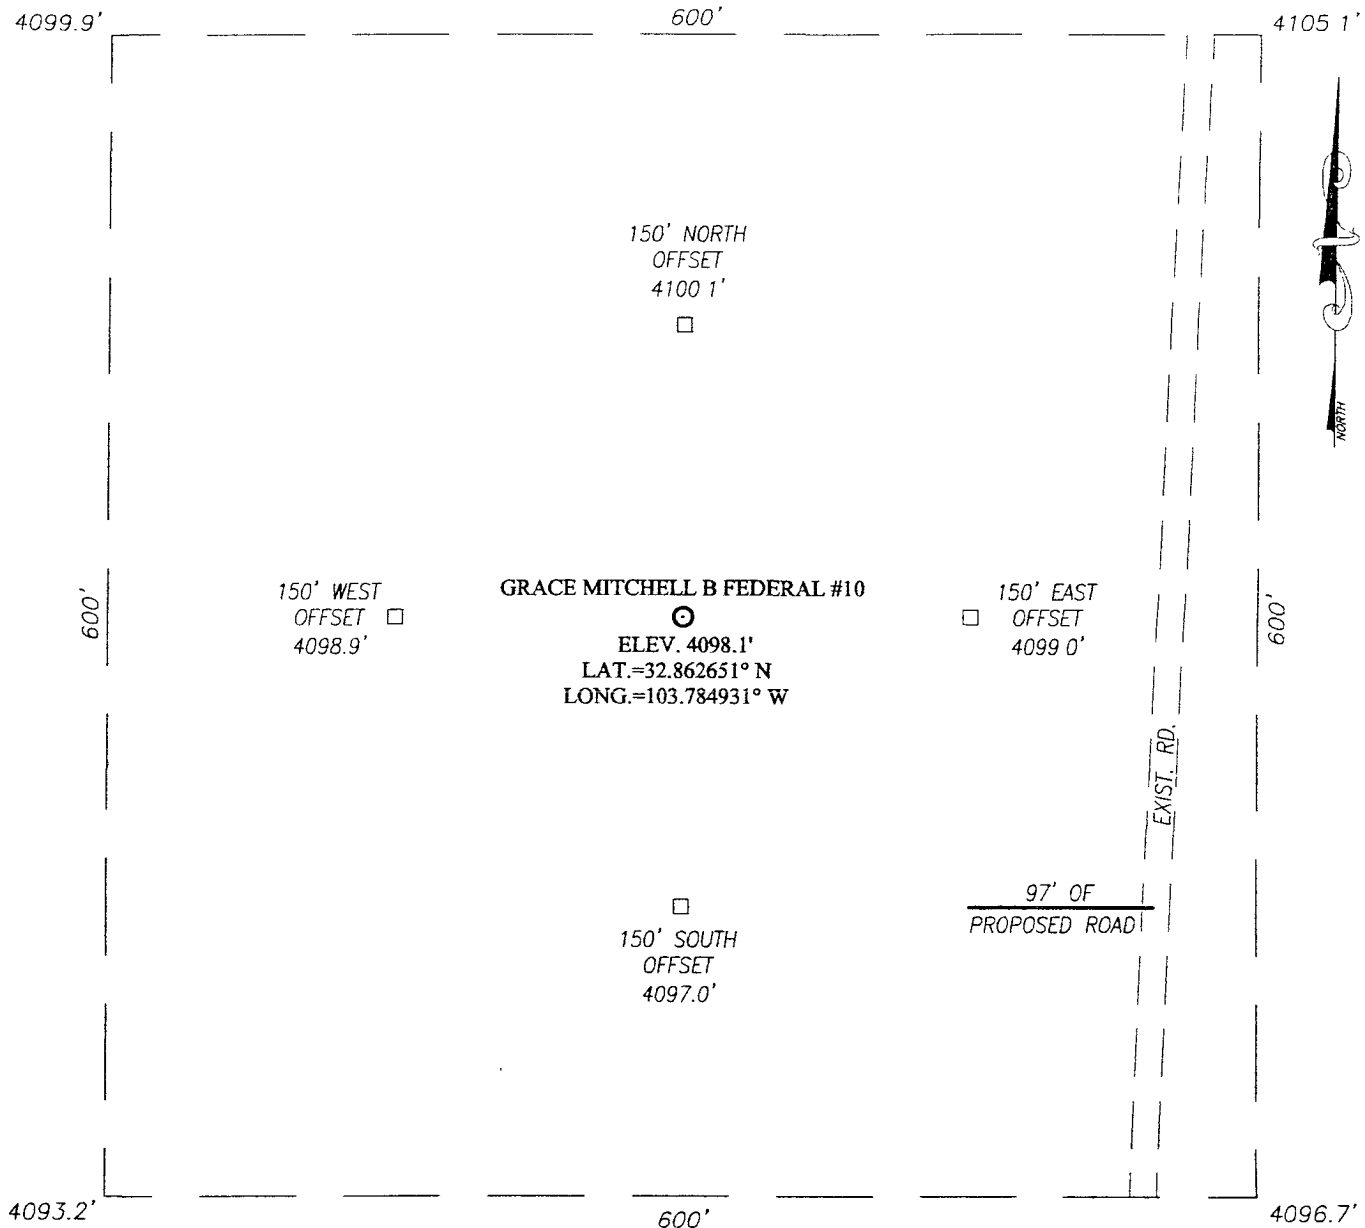 4099.9'
600'
4105 1'
150' NORTH
OFFSET
4100 1'
NORTH
150' WEST
OFFSET
4098.9'
GRACE MITCHELL B FEDERAL #10
ELEV. 4098.1'
LAT.=32.862651° N
LONG.=103.784931° W
150' EAST
OFFSET
4099 0'
600'
600'
EXIST. RD.
97' OF
PROPOSED ROAD
150' SOUTH
OFFSET
4097.0'
4093.2'
600'
4096.7'